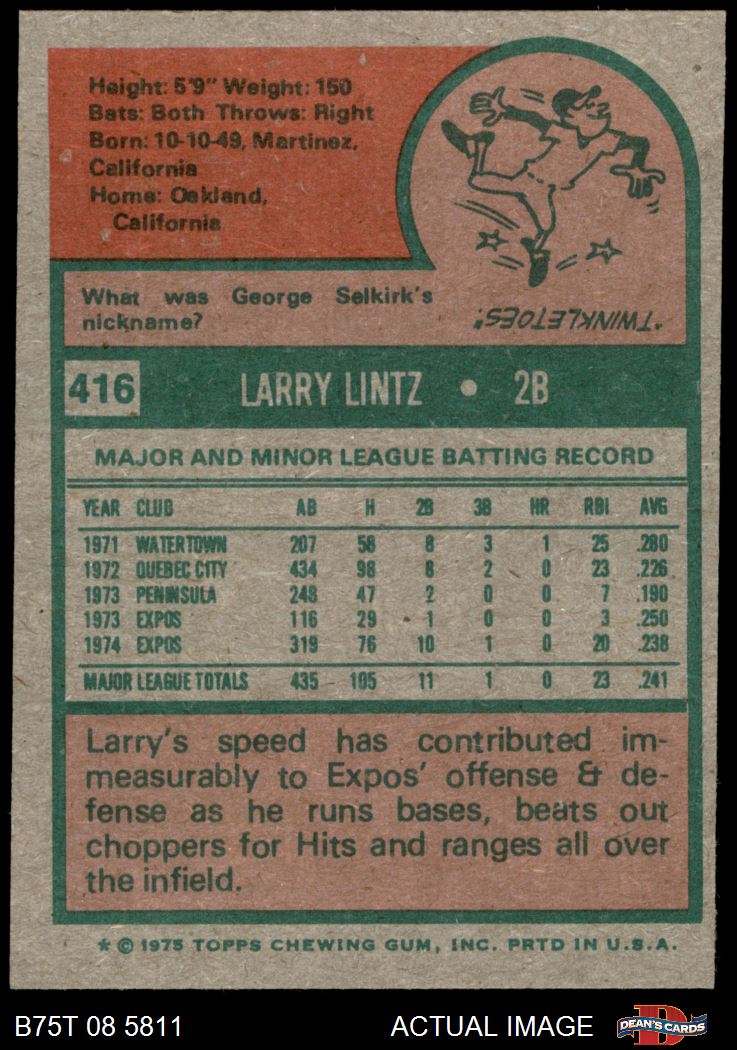 Height: 5'9" Weight: 150
Bats: Both Throws: Right
Born: 10-10-49, Martinez,
California
Home: Oakland,
California
What was George Selkirk's
nickname?
"TWINKLETOES."
416 LARRY LINTZ • 2B
MAJOR AND MINOR LEAGUE BATTING RECORD
YEAR CLUB AB H 2B 3B HR RBI AVG
1971 WATERTOWN 207 58 8 3 1 25 .280
1972 QUEBEC CITY 434 98 8 2 0 23 .226
1973 PENINSULA 248 47 2 0 0 7 .190
1973 EXPOS 116 29 1 0 0 3 .250
1974 EXPOS 319 76 10 1 0 20 .238
MAJOR LEAGUE TOTALS 435 105 11 1 0 23 .241
Larry's speed has contributed im-
measurably to Expos' offense & de-
fense as he runs bases, beats out
choppers for Hits and ranges all over
the infield.
* © 1975 TOPPS CHEWING GUM, INC. PRTD IN U.S.A.
B75T 08 5811 ACTUAL IMAGE D DEAN'S CARDS